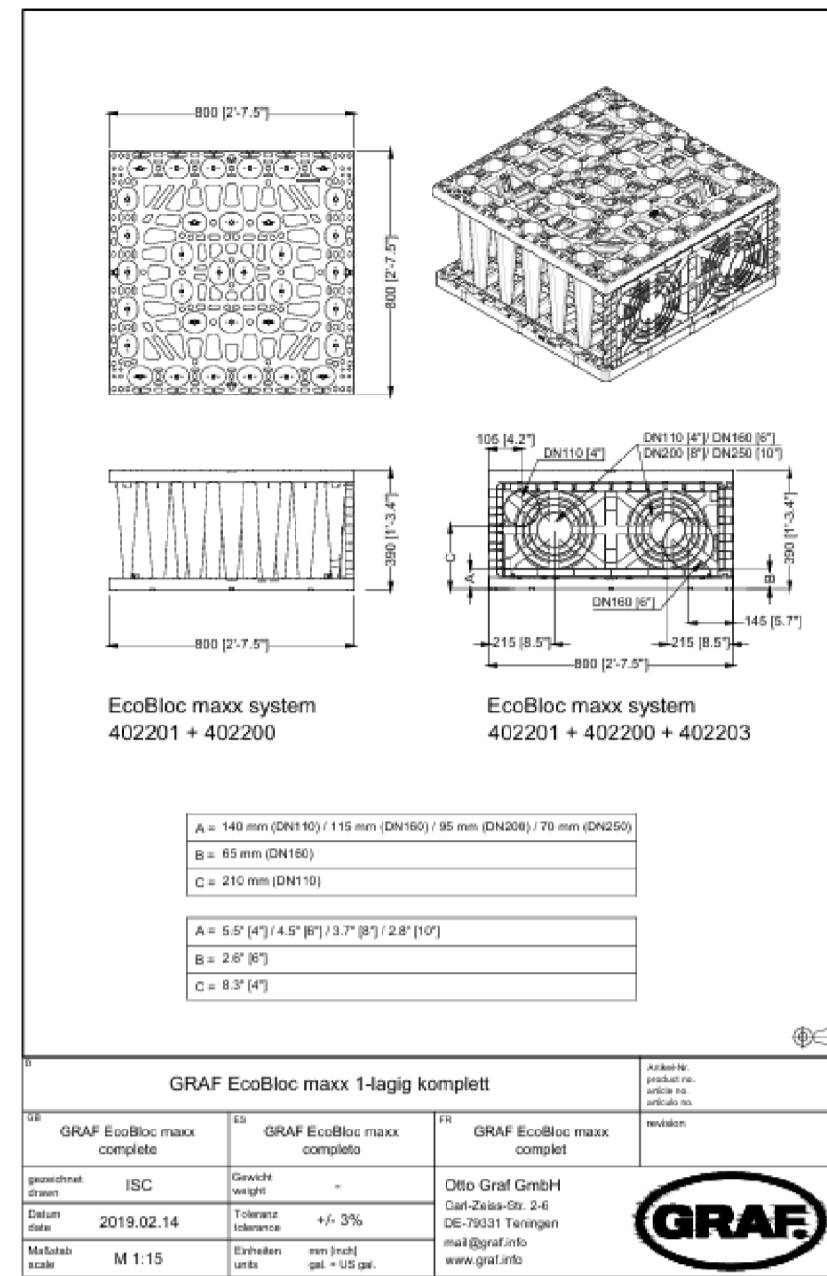 800 [2'-7.5"]
800 [2'-7.5"]
390 [1'-3.4"]
800 [2'-7.5"]
105 [4.2"]
DN110 [4"]
DN110 [4"]/ DN160 [6"]
DN200 [8"]/ DN250 [10"]
390 [1'-3.4"]
C
A
B
DN160 [6"]
145 [5.7"]
215 [8.5"]
215 [8.5"]
800 [2'-7.5"]
EcoBloc maxx system
402201 + 402200
EcoBloc maxx system
402201 + 402200 + 402203
A = 140 mm (DN110) / 115 mm (DN160) / 95 mm (DN200) / 70 mm (DN250)
B = 65 mm (DN160)
C = 210 mm (DN110)
A = 5.5" [4"] / 4.5" [6"] / 3.7" [8"] / 2.8" [10"]
B = 2.6" [6"]
C = 8.3" [4"]
D
GRAF EcoBloc maxx 1-lagig komplett
Artikel-Nr.
product no.
article no.
artículo no.
GB
GRAF EcoBloc maxx
complete
ES
GRAF EcoBloc maxx
completo
FR
GRAF EcoBloc maxx
complet
revision
gezeichnet
drawn
ISC
Gewicht
weight
-
Datum
date
2019.02.14
Toleranz
tolerance
+/- 3%
Maßstab
scale
M 1:15
Einheiten
units
mm [inch]
gal. = US gal.
Otto Graf GmbH
Carl-Zeiss-Str. 2-6
DE-79331 Teningen
mail@graf.info
www.graf.info
GRAF